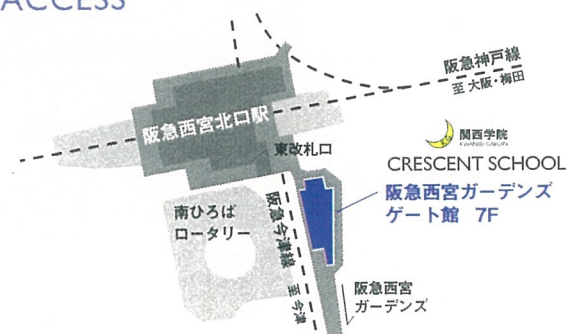 ACCESS
阪急神戸線
至 大阪・梅田
阪急西宮北口駅
東改札口
関西学院
KWANSEI GAKUIN
CRESCENT SCHOOL
阪急西宮ガーデンズ
ゲート館 7F
南ひろば
ロータリー
阪急今津線
至 今津
阪急西宮
ガーデンズ